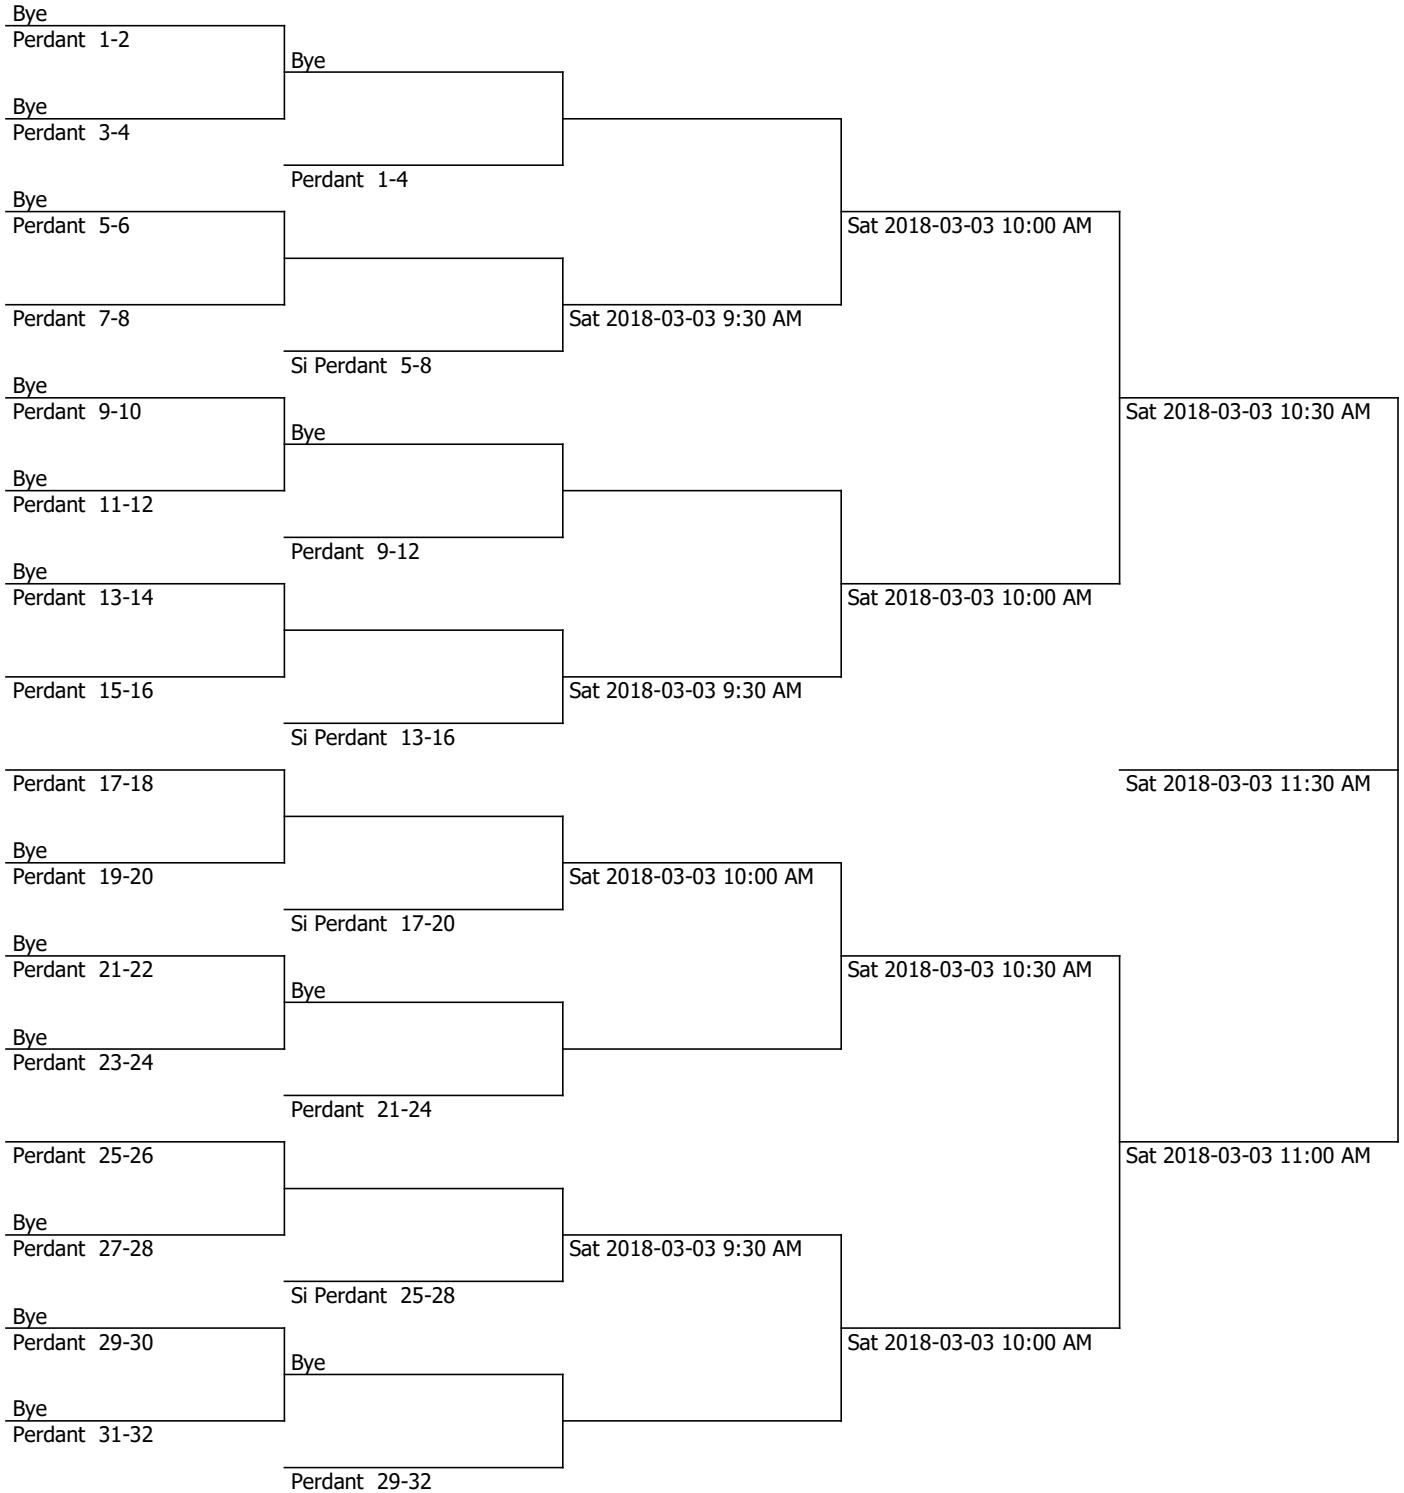 Bye
Perdant 1-2
Bye
Bye
Perdant 3-4
Perdant 1-4
Bye
Perdant 5-6
Sat 2018-03-03 10:00 AM
Perdant 7-8
Sat 2018-03-03 9:30 AM
Si Perdant 5-8
Bye
Perdant 9-10
Sat 2018-03-03 10:30 AM
Bye
Bye
Perdant 11-12
Perdant 9-12
Bye
Perdant 13-14
Sat 2018-03-03 10:00 AM
Perdant 15-16
Sat 2018-03-03 9:30 AM
Si Perdant 13-16
Perdant 17-18
Sat 2018-03-03 11:30 AM
Bye
Perdant 19-20
Sat 2018-03-03 10:00 AM
Si Perdant 17-20
Bye
Perdant 21-22
Sat 2018-03-03 10:30 AM
Bye
Bye
Perdant 23-24
Perdant 21-24
Perdant 25-26
Sat 2018-03-03 11:00 AM
Bye
Perdant 27-28
Sat 2018-03-03 9:30 AM
Si Perdant 25-28
Bye
Perdant 29-30
Sat 2018-03-03 10:00 AM
Bye
Bye
Perdant 31-32
Perdant 29-32